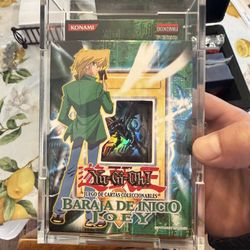 KONAMI
Yu-Gi-Oh!
JUEGO DE CARTAS COLECCIONABLES
BARAJA DE INICIO
JOEY